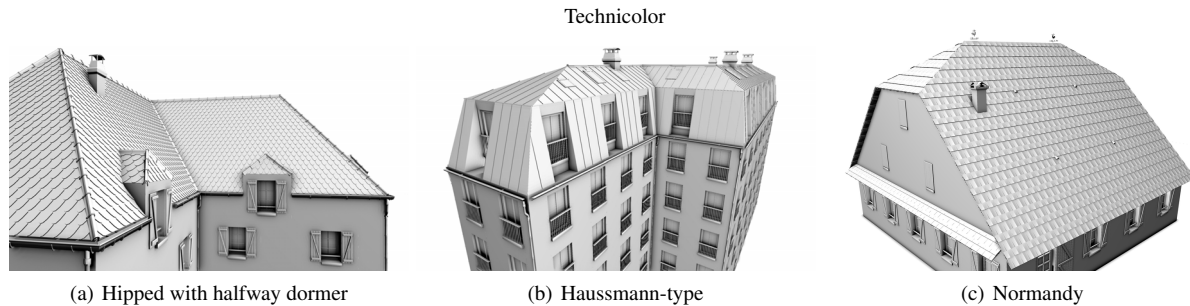 Technicolor
(a) Hipped with halfway dormer
(b) Haussmann-type
(c) Normandy